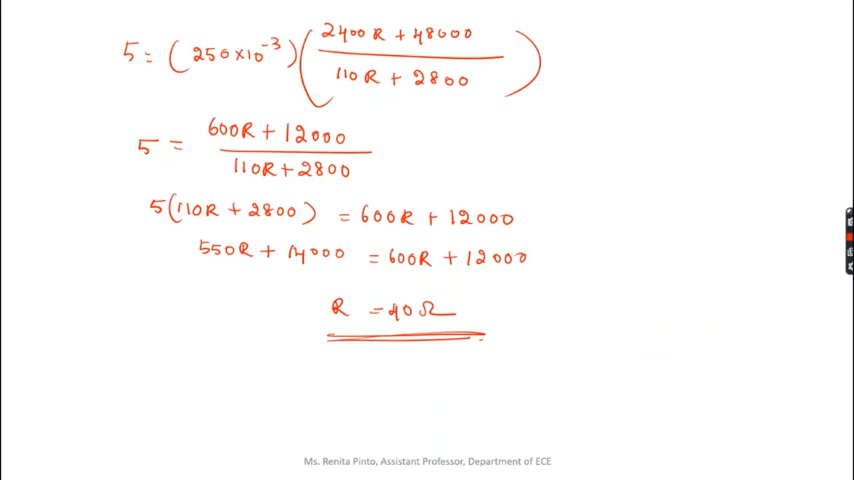 5 = (250×10⁻³) ( (2400R + 48000) / (110R + 2800) )
5 = (600R + 12000) / (110R + 2800)
5(110R + 2800) = 600R + 12000
550R + 14000 = 600R + 12000
R = 40Ω
Ms. Renita Pinto, Assistant Professor, Department of ECE